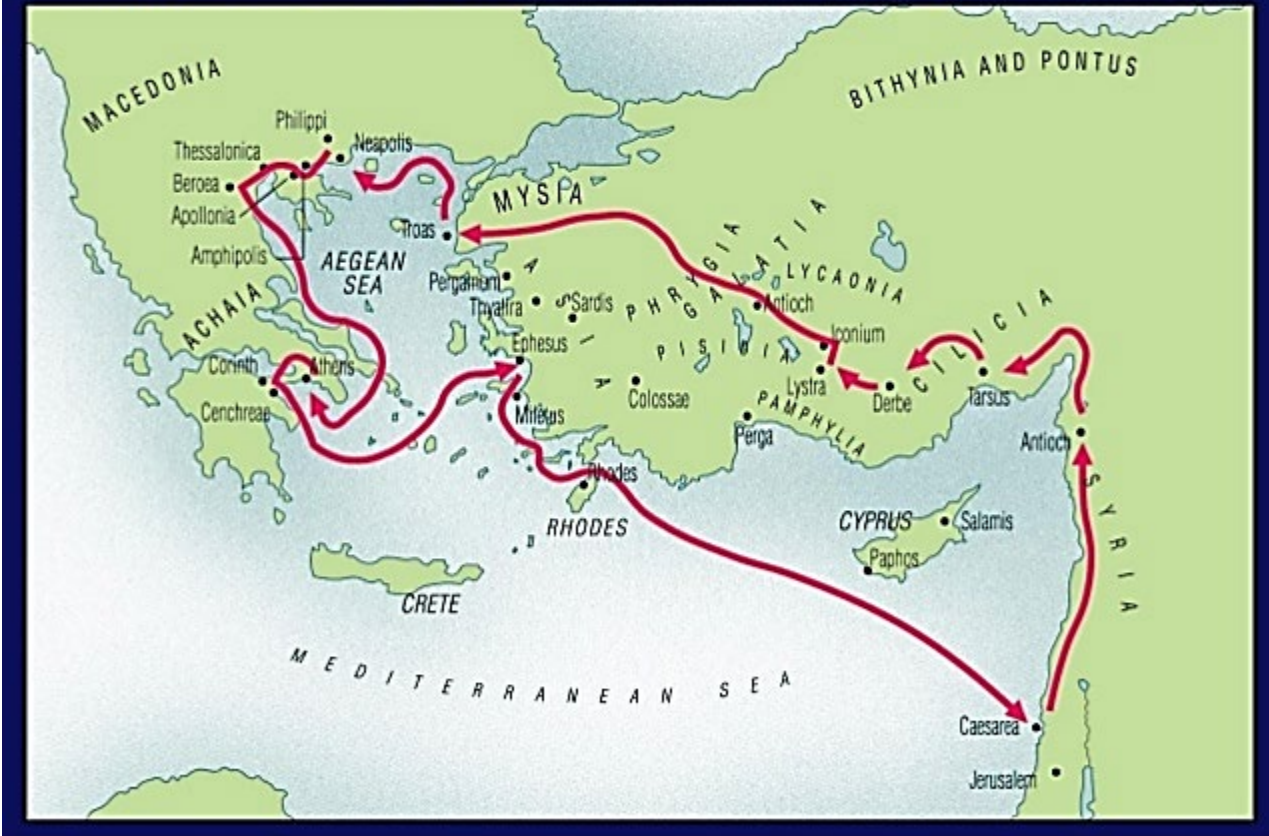 MACEDONIA
BITHYNIA AND PONTUS
Philippi
Neapolis
Thessalonica
Beroea
Apollonia
Amphipolis
MYSIA
Troas
AEGEAN
SEA
Pergamum
Thyatira
Sardis
ASIA
PHRYGIA
GALATIA
LYCAONIA
Antioch
ACHAIA
Ephesus
PISIDIA
Iconium
CILICIA
Corinth
Athens
Cenchreae
Miletus
Colossae
Lystra
Derbe
Tarsus
PAMPHYLIA
Perga
Antioch
Rhodes
RHODES
SYRIA
CYPRUS
Salamis
Paphos
CRETE
MEDITERRANEAN SEA
Caesarea
Jerusalem